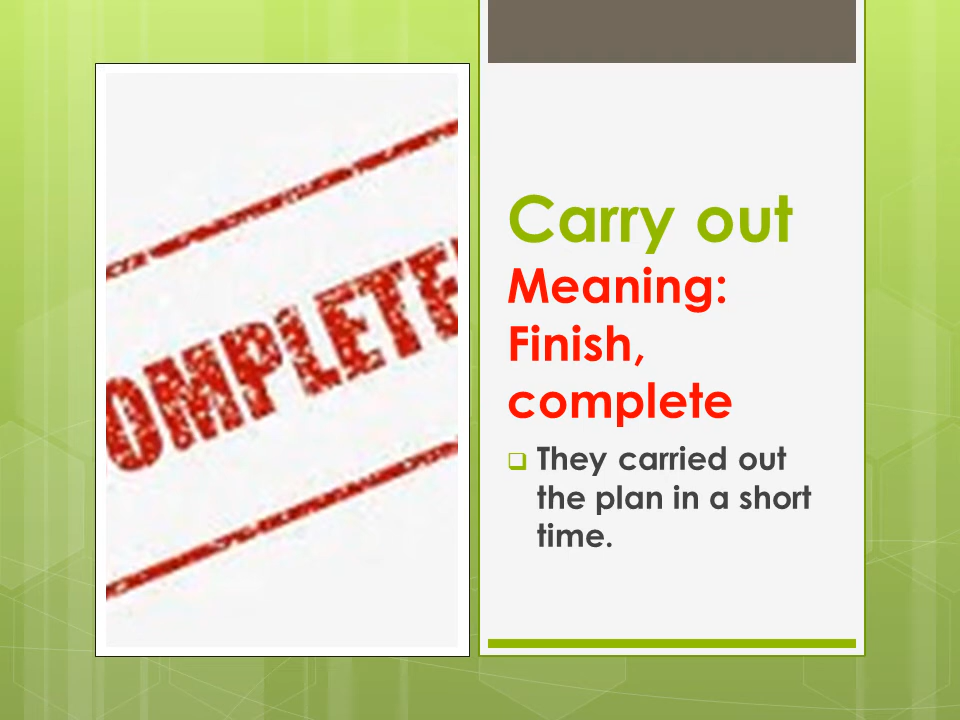 OMPLETE
Carry out
Meaning:
Finish,
complete
They carried out
the plan in a short
time.